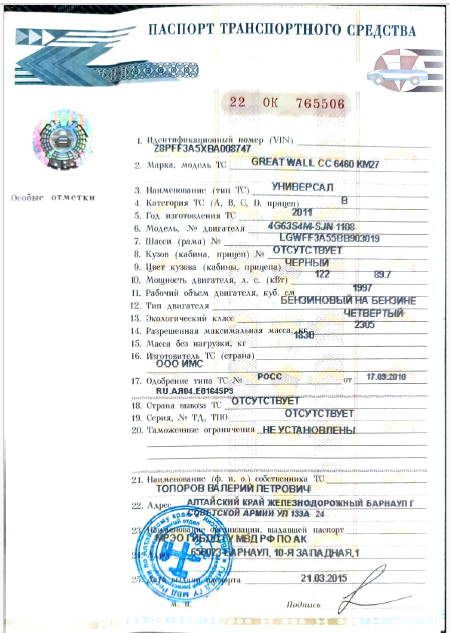 ПАСПОРТ ТРАНСПОРТНОГО СРЕДСТВА
22 ОК 765506
1. Идентификационный номер (VIN)
Z8PFF3A5XBA008747
2. Марка, модель ТС GREAT WALL CC 6460 KM27
Особые отметки
3. Наименование (тип ТС) УНИВЕРСАЛ
4. Категория ТС (A, B, C, D, прицеп) B
5. Год изготовления ТС 2011
6. Модель, № двигателя 4G63S4M-SJN 1108
7. Шасси (рама) № LGWFF3A55BB903019
8. Кузов (кабина, прицеп) № ОТСУТСТВУЕТ
9. Цвет кузова (кабины, прицепа) ЧЕРНЫЙ
10. Мощность двигателя, л. с. (кВт) 122 89.7
11. Рабочий объем двигателя, куб. см 1997
12. Тип двигателя БЕНЗИНОВЫЙ НА БЕНЗИНЕ
13. Экологический класс ЧЕТВЕРТЫЙ
14. Разрешенная максимальная масса, кг 2305
15. Масса без нагрузки, кг 1830
16. Изготовитель ТС (страна)
ООО ИМС
17. Одобрение типа ТС № РОСС от 17.09.2010
RU.АЯ04.E0164SP3
18. Страна вывоза ТС ОТСУТСТВУЕТ
19. Серия, № ТД, ТПО ОТСУТСТВУЕТ
20. Таможенные ограничения НЕ УСТАНОВЛЕНЫ
21. Наименование (ф. и. о.) собственника ТС
ТОПОРОВ ВАЛЕРИЙ ПЕТРОВИЧ
22. Адрес АЛТАЙСКИЙ КРАЙ ЖЕЛЕЗНОДОРОЖНЫЙ БАРНАУЛ Г
СОВЕТСКОЙ АРМИИ УЛ 133А 24
23. Наименование организации, выдавшей паспорт
МРЭО ГИБДД ГУ МВД РФ ПО АК
БАРНАУЛ, 10-Я ЗАПАДНАЯ,1
25. Дата выдачи паспорта 21.03.2015
М. П. Подпись